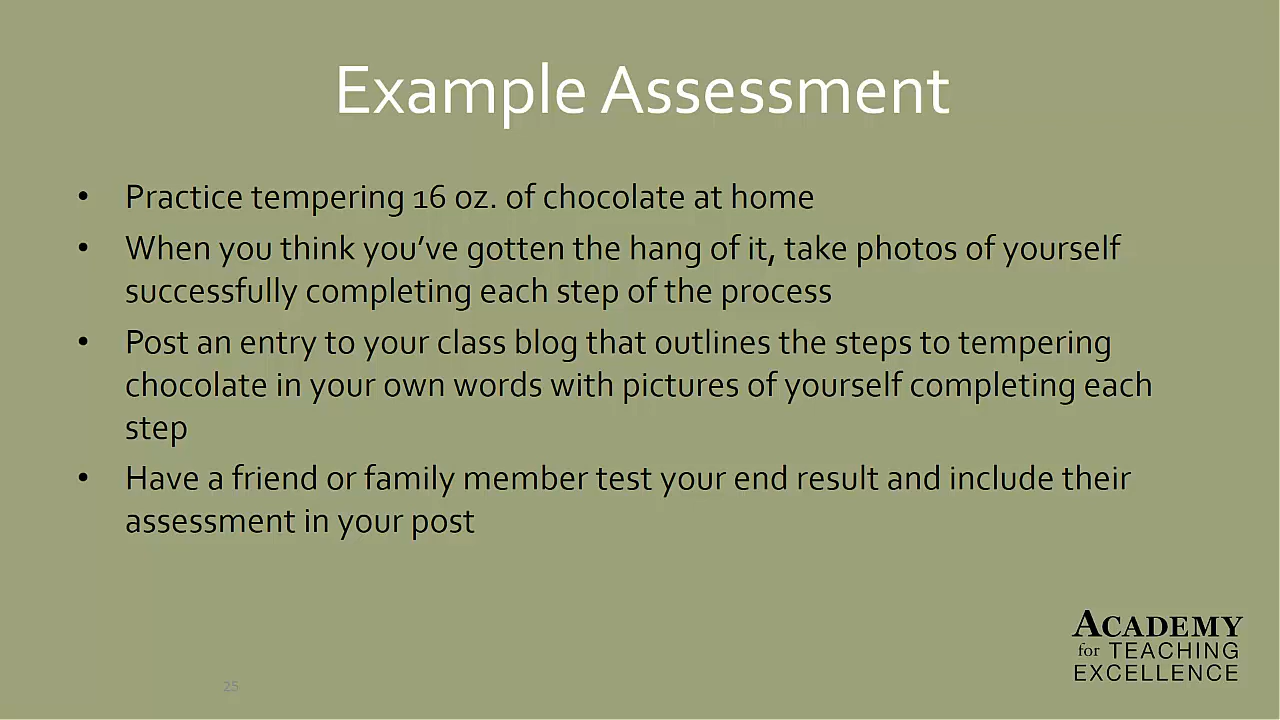 Example Assessment
• Practice tempering 16 oz. of chocolate at home
• When you think you’ve gotten the hang of it, take photos of yourself
successfully completing each step of the process
• Post an entry to your class blog that outlines the steps to tempering
chocolate in your own words with pictures of yourself completing each
step
• Have a friend or family member test your end result and include their
assessment in your post
ACADEMY
for TEACHING
EXCELLENCE
25